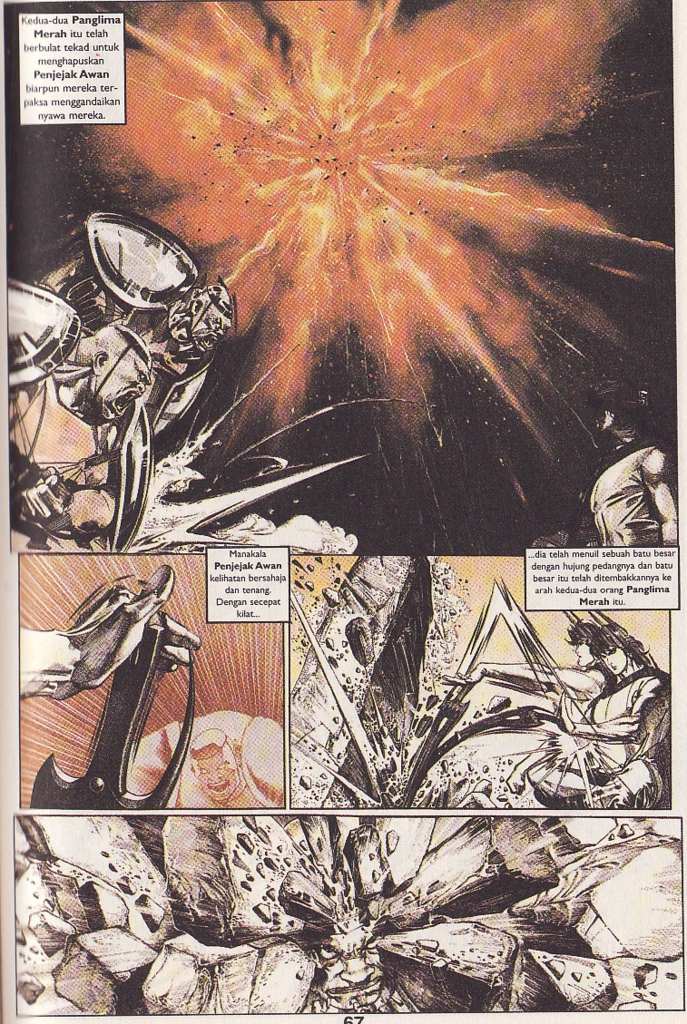 Kedua-dua Panglima
Merah itu telah
berbulat tekad untuk
menghapuskan
Penjejak Awan
biarpun mereka ter-
paksa menggandaikan
nyawa mereka.
Manakala
Penjejak Awan
kelihatan bersahaja
dan tenang.
Dengan secepat
kilat...
...dia telah menuil sebuah batu besar
dengan hujung pedangnya dan batu
besar itu telah ditembakkannya ke
arah kedua-dua orang Panglima
Merah itu.
67